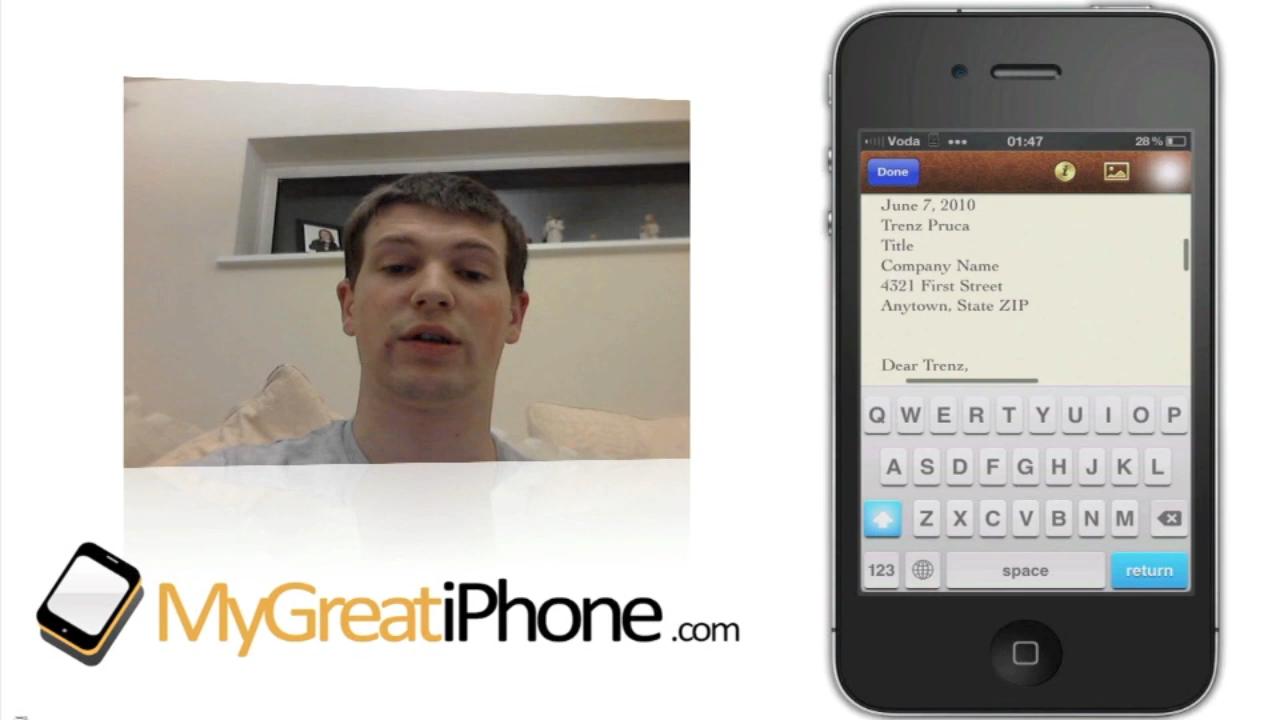 MyGreatiPhone.com
Voda 01:47 28%
Done
June 7, 2010
Trenz Pruca
Title
Company Name
4321 First Street
Anytown, State ZIP
Dear Trenz,
Q W E R T Y U I O P
A S D F G H J K L
Z X C V B N M
123 space return